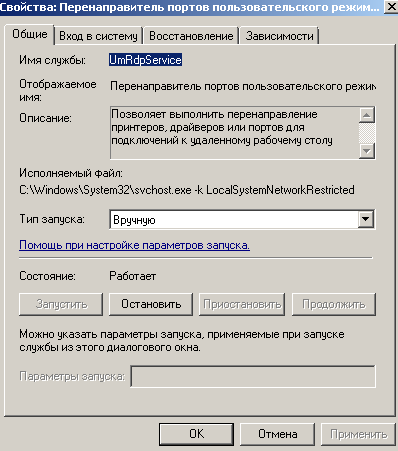 Свойства: Перенаправитель портов пользовательского режим...
Общие Вход в систему Восстановление Зависимости
Имя службы: UmRdpService
Отображаемое имя: Перенаправитель портов пользовательского режим
Описание: Позволяет выполнить перенаправление
принтеров, драйверов или портов для
подключений к удаленному рабочему столу
Исполняемый файл:
C:\Windows\System32\svchost.exe -k LocalSystemNetworkRestricted
Тип запуска: Вручную
Помощь при настройке параметров запуска.
Состояние: Работает
Запустить Остановить Приостановить Продолжить
Можно указать параметры запуска, применяемые при запуске
службы из этого диалогового окна.
Параметры запуска:
OK Отмена Применить